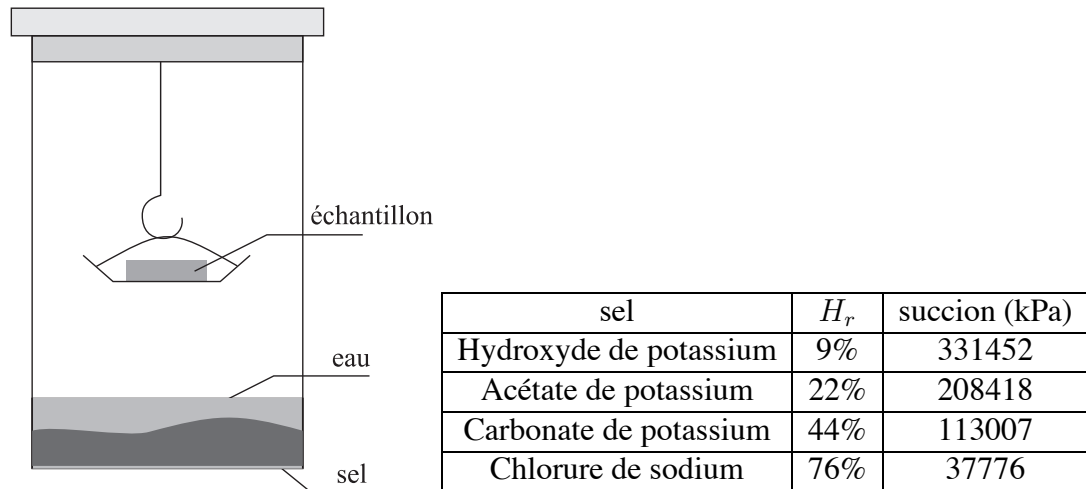 échantillon
eau
sel
sel H_r succion (kPa)
Hydroxyde de potassium 9% 331452
Acétate de potassium 22% 208418
Carbonate de potassium 44% 113007
Chlorure de sodium 76% 37776